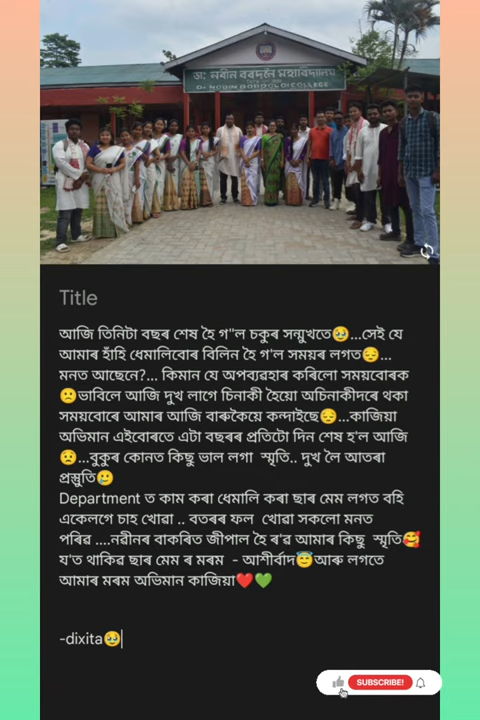 ডাঃ নবীন বৰদলৈ মহাবিদ্যালয়
Dr NOBIN BORDOLOI COLLEGE
Title
আজি তিনিটা বছৰ শেষ হৈ গ"ল চকুৰ সন্মুখতে🥹...সেই যে
আমাৰ হাঁহি ধেমালিবোৰ বিলিন হৈ গ'ল সময়ৰ লগত😔...
মনত আছেনে?... কিমান যে অপব্যৱহাৰ কৰিলো সময়বোৰক
🙁ভাবিলে আজি দুখ লাগে চিনাকী হৈয়ো অচিনাকীদৰে থকা
সময়বোৰে আমাৰ আজি বাৰুকৈয়ে কন্দাইছে😔...কাজিয়া
অভিমান এইবোৰতে এটা বছৰৰ প্ৰতিটো দিন শেষ হ'ল আজি
😟...বুকুৰ কোনত কিছু ভাল লগা স্মৃতি.. দুখ লৈ আতৰা
প্ৰস্তুতি🥲
Department ত কাম কৰা ধেমালি কৰা ছাৰ মেম লগত বহি
একেলগে চাহ খোৱা .. বতৰৰ ফল খোৱা সকলো মনত
পৰিৱ ....নৱীনৰ বাকৰিত জীপাল হৈ ৰ'ৱ আমাৰ কিছু স্মৃতি🥰
য'ত থাকিৱ ছাৰ মেম ৰ মৰম - আশীৰ্বাদ😇আৰু লগতে
আমাৰ মৰম অভিমান কাজিয়া❤️💚
-dixita🥹
SUBSCRIBE!